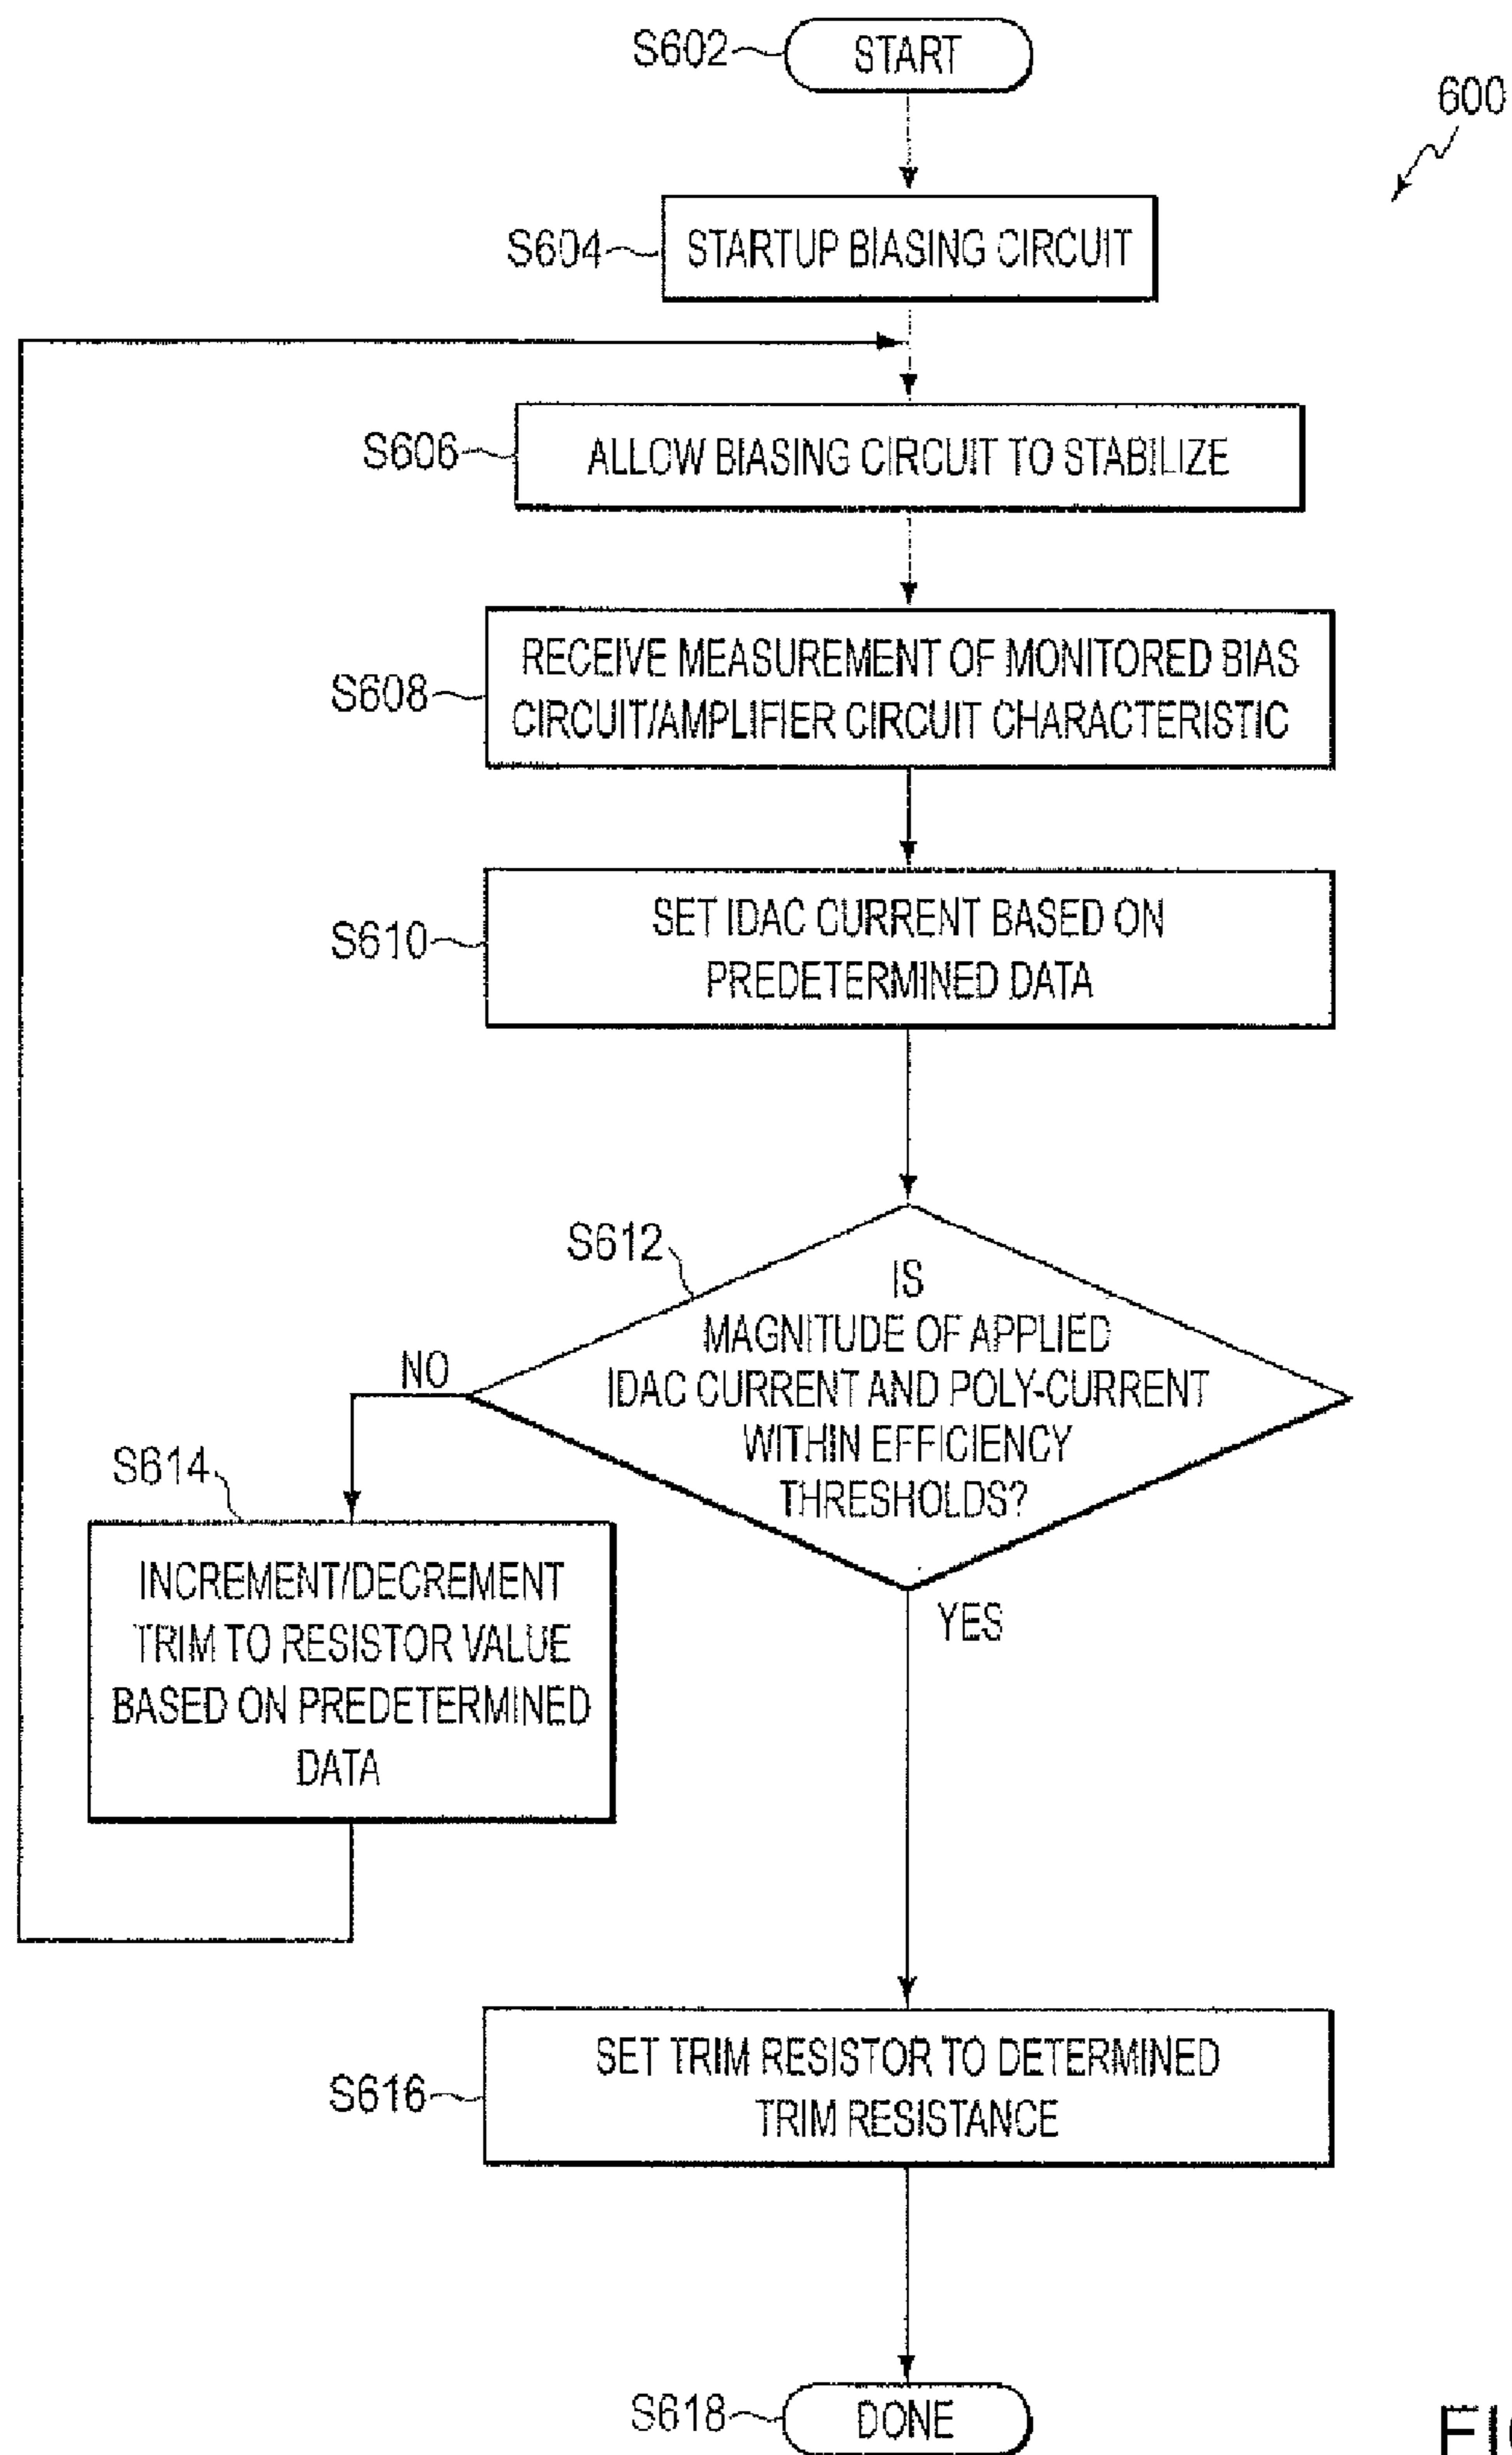 S602
START
600
S604
STARTUP BIASING CIRCUIT
S606
ALLOW BIASING CIRCUIT TO STABILIZE
S608
RECEIVE MEASUREMENT OF MONITORED BIAS
CIRCUIT/AMPLIFIER CIRCUIT CHARACTERISTIC
S610
SET IDAC CURRENT BASED ON
PREDETERMINED DATA
S612
IS
MAGNITUDE OF APPLIED
IDAC CURRENT AND POLY-CURRENT
WITHIN EFFICIENCY
THRESHOLDS?
NO
YES
S614
INCREMENT/DECREMENT
TRIM TO RESISTOR VALUE
BASED ON PREDETERMINED
DATA
S616
SET TRIM RESISTOR TO DETERMINED
TRIM RESISTANCE
S618
DONE